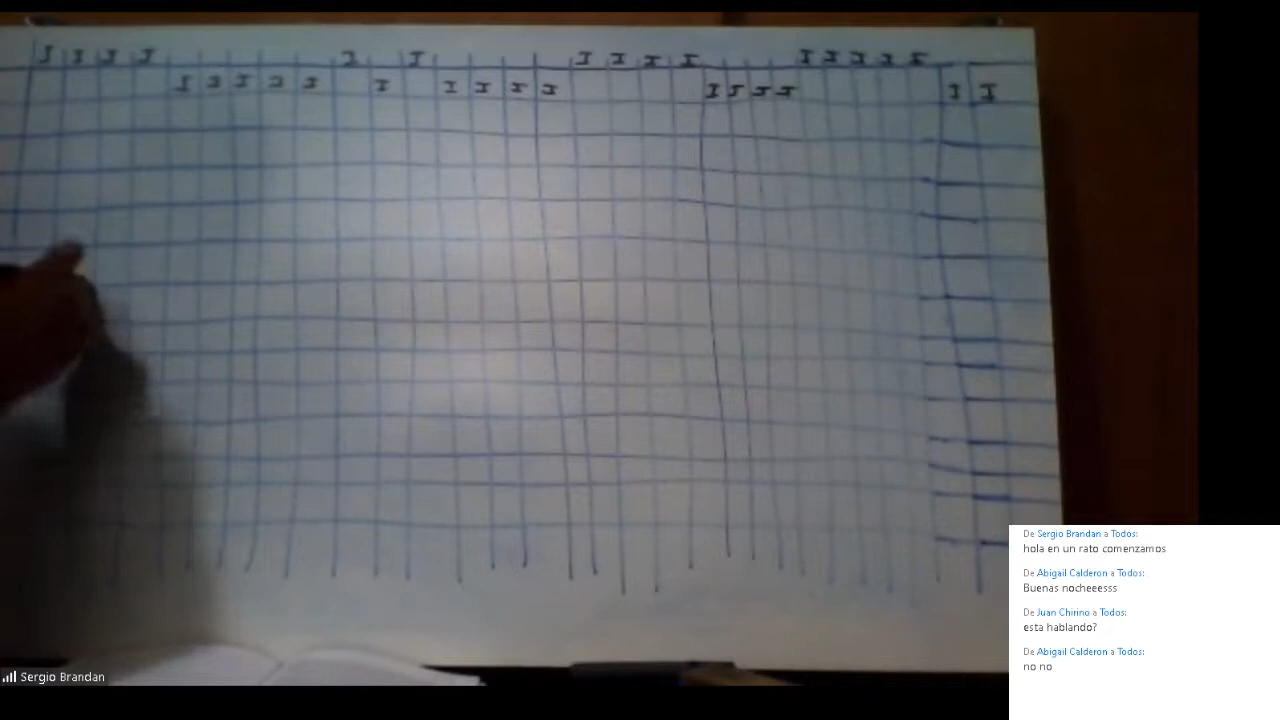 I I I I I I I I I I I I I I I
I I I I I I I I I I I I I I I I
De Sergio Brandan a Todos:
hola en un rato comenzamos
De Abigail Calderon a Todos:
Buenas nocheeesss
De Juan Chirino a Todos:
esta hablando?
De Abigail Calderon a Todos:
no no
Sergio Brandan